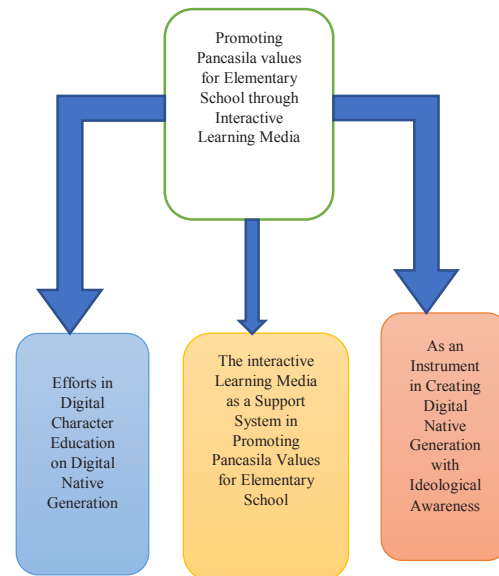 Promoting
Pancasila values
for Elementary
School through
Interactive
Learning Media
Efforts in
Digital
Character
Education
on Digital
Native
Generation
The interactive
Learning Media
as a Support
System in
Promoting
Pancasila Values
for Elementary
School
As an
Instrument
in Creating
Digital
Native
Generation
with
Ideological
Awareness